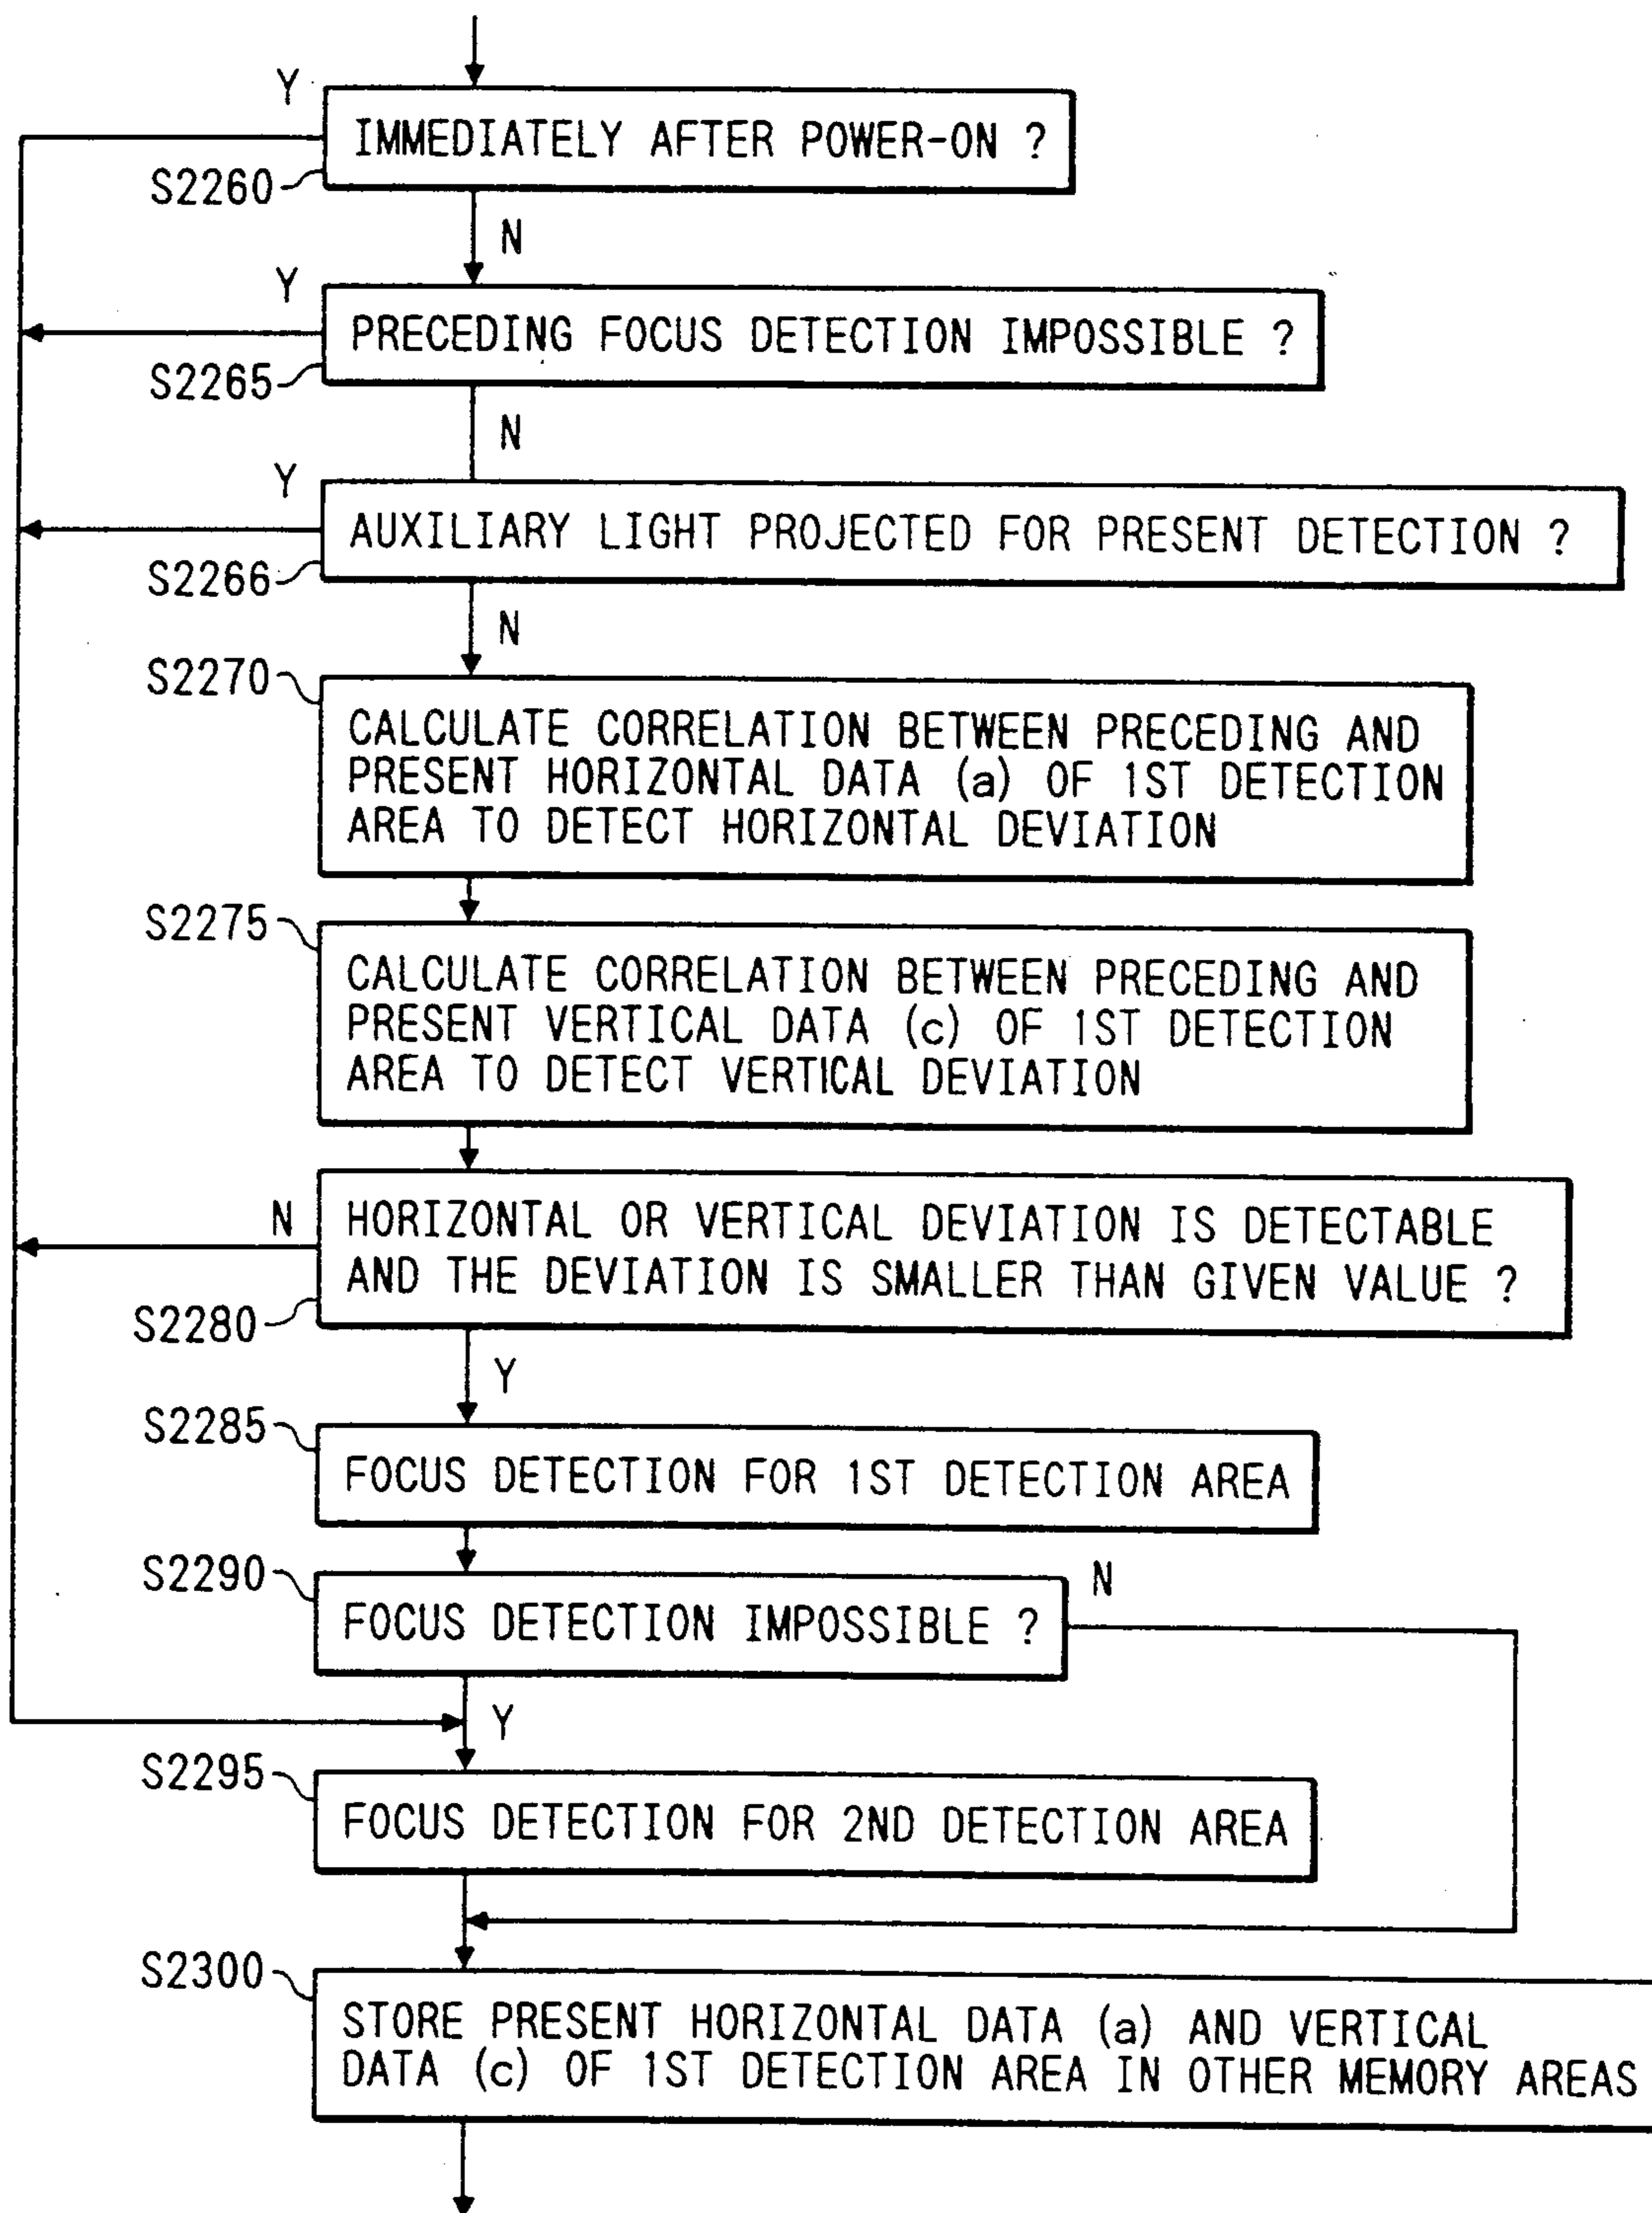 Y
IMMEDIATELY AFTER POWER-ON ?
S2260
N
Y
PRECEDING FOCUS DETECTION IMPOSSIBLE ?
S2265
N
Y
AUXILIARY LIGHT PROJECTED FOR PRESENT DETECTION ?
S2266
N
S2270
CALCULATE CORRELATION BETWEEN PRECEDING AND
PRESENT HORIZONTAL DATA (a) OF 1ST DETECTION
AREA TO DETECT HORIZONTAL DEVIATION
S2275
CALCULATE CORRELATION BETWEEN PRECEDING AND
PRESENT VERTICAL DATA (c) OF 1ST DETECTION
AREA TO DETECT VERTICAL DEVIATION
N
HORIZONTAL OR VERTICAL DEVIATION IS DETECTABLE
AND THE DEVIATION IS SMALLER THAN GIVEN VALUE ?
S2280
Y
S2285
FOCUS DETECTION FOR 1ST DETECTION AREA
S2290
N
FOCUS DETECTION IMPOSSIBLE ?
Y
S2295
FOCUS DETECTION FOR 2ND DETECTION AREA
S2300
STORE PRESENT HORIZONTAL DATA (a) AND VERTICAL
DATA (c) OF 1ST DETECTION AREA IN OTHER MEMORY AREAS